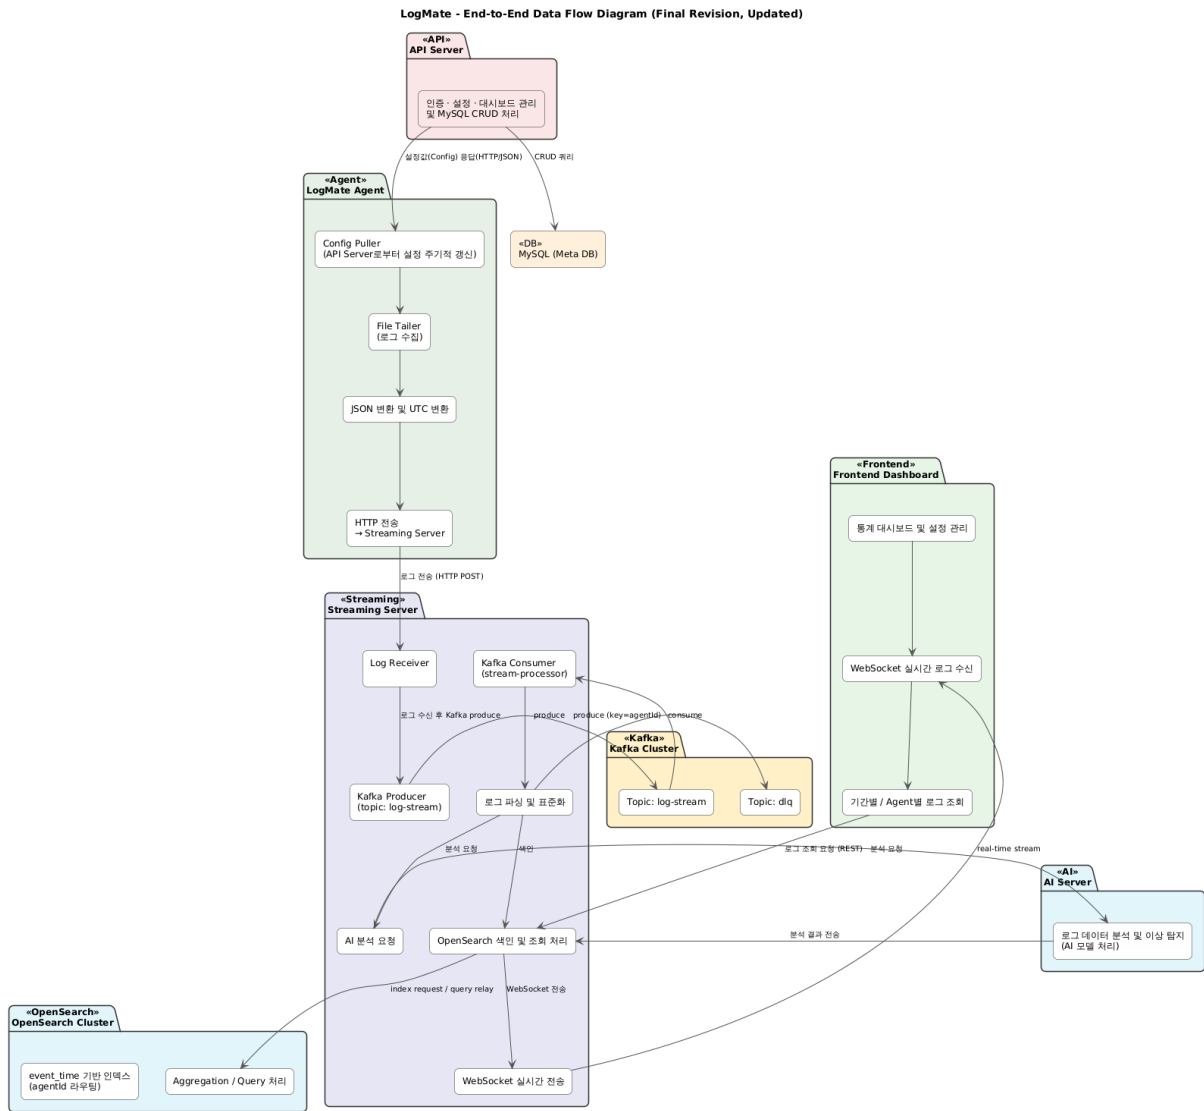 LogMate - End-to-End Data Flow Diagram (Final Revision, Updated)
«API»
API Server
인증 · 설정 · 대시보드 관리
및 MySQL CRUD 처리
설정값(Config) 응답(HTTP/JSON)
CRUD 쿼리
«Agent»
LogMate Agent
Config Puller
(API Server로부터 설정 주기적 갱신)
«DB»
MySQL (Meta DB)
File Tailer
(로그 수집)
JSON 변환 및 UTC 변환
HTTP 전송
→ Streaming Server
«Frontend»
Frontend Dashboard
통계 대시보드 및 설정 관리
WebSocket 실시간 로그 수신
기간별 / Agent별 로그 조회
로그 전송 (HTTP POST)
«Streaming»
Streaming Server
Log Receiver
Kafka Consumer
(stream-processor)
로그 수신 후 Kafka produce
produce
produce (key=agentId)
consume
«Kafka»
Kafka Cluster
Topic: log-stream
Topic: dlq
Kafka Producer
(topic: log-stream)
로그 파싱 및 표준화
분석 요청
색인
로그 조회 요청 (REST)
분석 요청
real-time stream
«AI»
AI Server
로그 데이터 분석 및 이상 탐지
(AI 모델 처리)
AI 분석 요청
OpenSearch 색인 및 조회 처리
분석 결과 전송
index request / query relay
WebSocket 전송
«OpenSearch»
OpenSearch Cluster
event_time 기반 인덱스
(agentId 라우팅)
Aggregation / Query 처리
WebSocket 실시간 전송